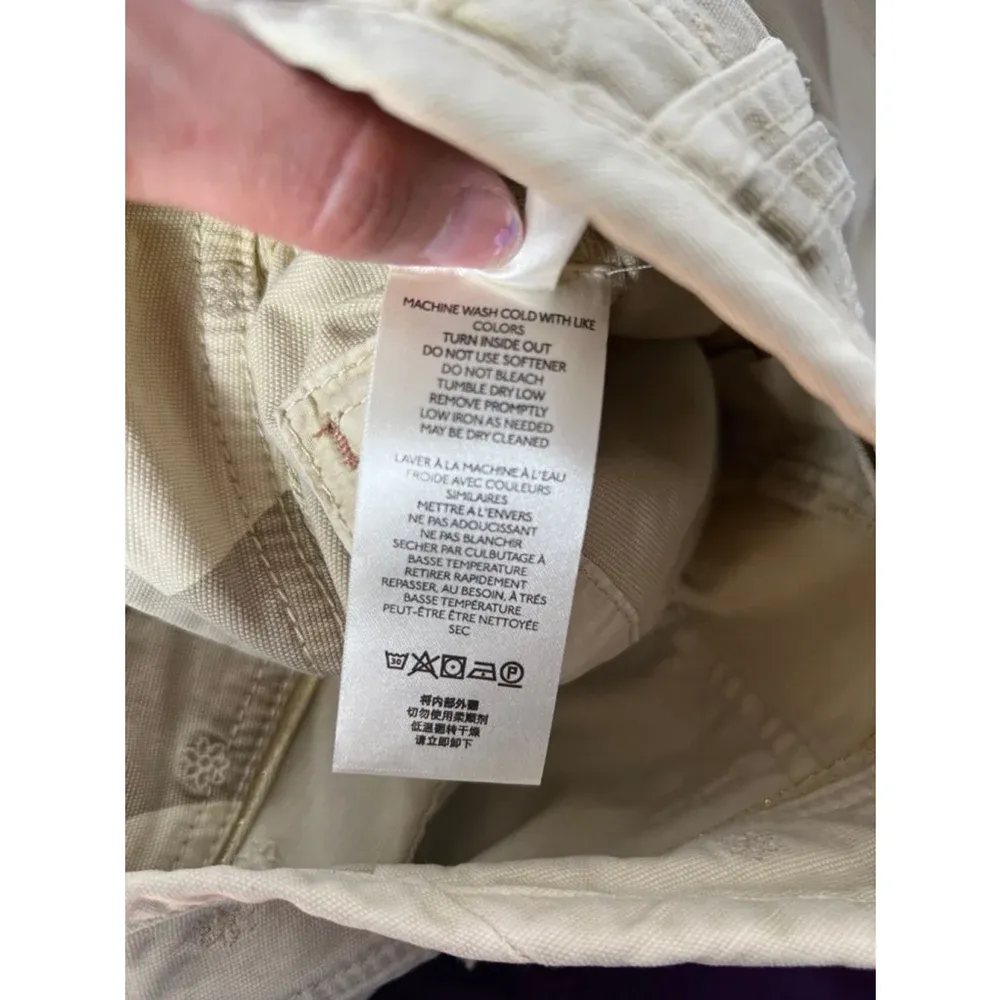 MACHINE WASH COLD WITH LIKE
COLORS
TURN INSIDE OUT
DO NOT USE SOFTENER
DO NOT BLEACH
TUMBLE DRY LOW
REMOVE PROMPTLY
LOW IRON AS NEEDED
MAY BE DRY CLEANED
LAVER À LA MACHINE À L'EAU
FROIDE AVEC COULEURS
SIMILAIRES
METTRE A L'ENVERS
NE PAS ADOUCISSANT
NE PAS BLANCHIR
SECHER PAR CULBUTAGE À
BASSE TEMPERATURE
RETIRER RAPIDEMENT
REPASSER, AU BESOIN, À TRÉS
BASSE TEMPÉRATURE
PEUT-ÊTRE ÊTRE NETTOYÉE
SEC
30 P
将内部外翻
切勿使用柔顺剂
低温翻转干燥
请立即卸下